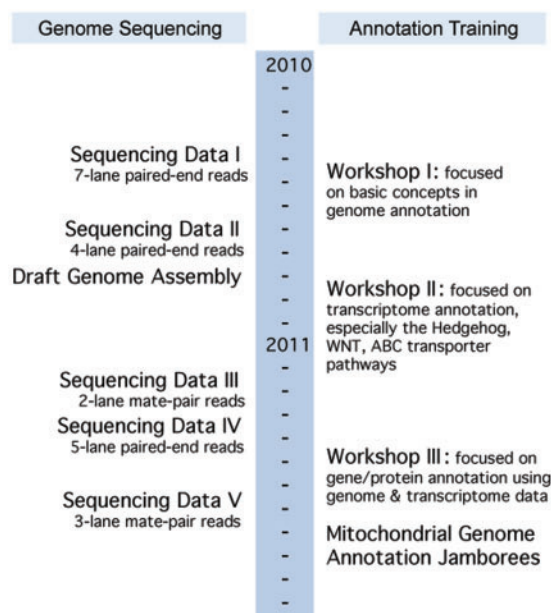 Genome Sequencing
Annotation Training
2010
-
-
-
Sequencing Data I
7-lane paired-end reads
-
Workshop I: focused
on basic concepts in
genome annotation
-
-
Sequencing Data II
4-lane paired-end reads
-
-
Draft Genome Assembly
-
Workshop II: focused on
transcriptome annotation,
especially the Hedgehog,
WNT, ABC transporter
pathways
-
-
2011
-
Sequencing Data III
2-lane mate-pair reads
-
Sequencing Data IV
5-lane paired-end reads
-
-
Workshop III: focused on
gene/protein annotation using
genome & transcriptome data
-
-
Sequencing Data V
3-lane mate-pair reads
-
-
Mitochondrial Genome
Annotation Jamborees
-
-
-
-